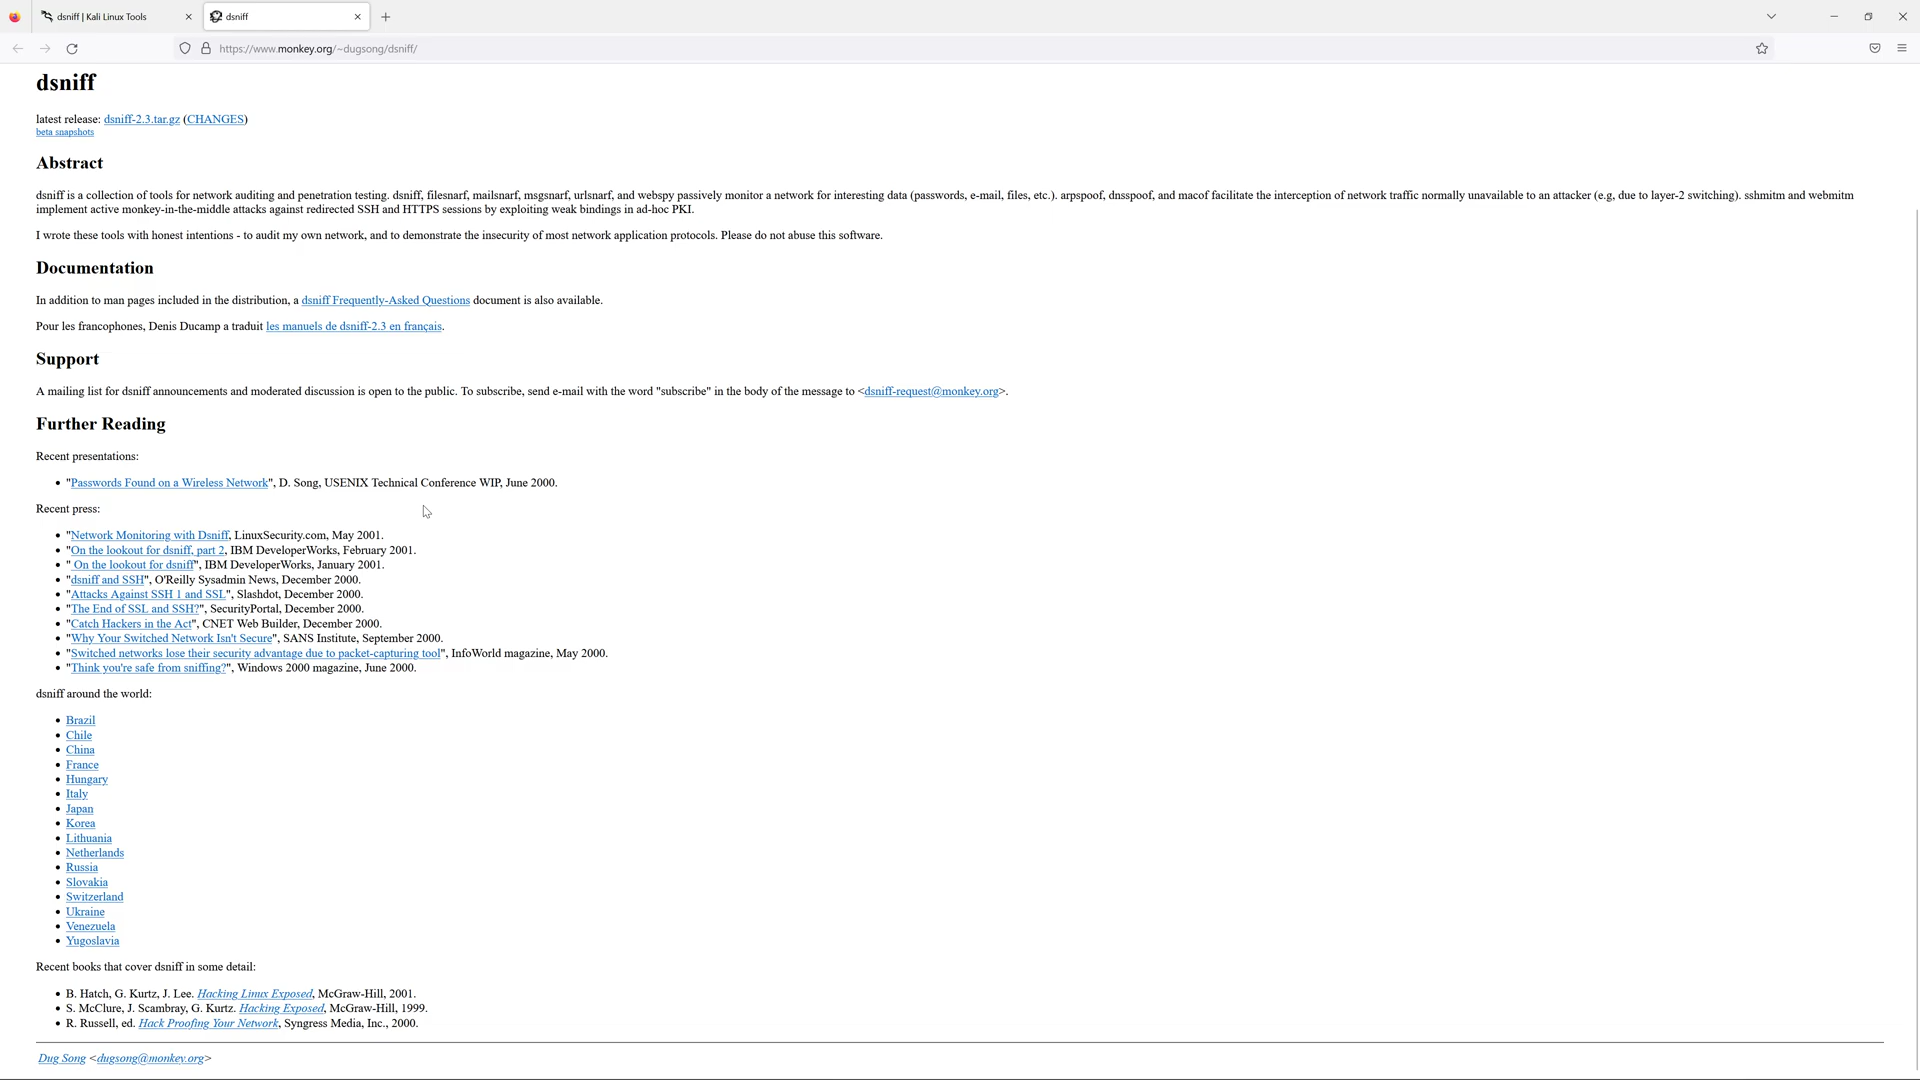 dsniff | Kali Linux Tools
dsniff
https://www.monkey.org/~dugsong/dsniff/
dsniff
latest release: dsniff-2.3.tar.gz (CHANGES)
beta snapshots
Abstract
dsniff is a collection of tools for network auditing and penetration testing. dsniff, filesnarf, mailsnarf, msgsnarf, urlsnarf, and webspy passively monitor a network for interesting data (passwords, e-mail, files, etc.). arpspoof, dnsspoof, and macof facilitate the interception of network traffic normally unavailable to an attacker (e.g, due to layer-2 switching). sshmitm and webmitm
implement active monkey-in-the-middle attacks against redirected SSH and HTTPS sessions by exploiting weak bindings in ad-hoc PKI.
I wrote these tools with honest intentions - to audit my own network, and to demonstrate the insecurity of most network application protocols. Please do not abuse this software.
Documentation
In addition to man pages included in the distribution, a dsniff Frequently-Asked Questions document is also available.
Pour les francophones, Denis Ducamp a traduit les manuels de dsniff-2.3 en français.
Support
A mailing list for dsniff announcements and moderated discussion is open to the public. To subscribe, send e-mail with the word "subscribe" in the body of the message to <dsniff-request@monkey.org>.
Further Reading
Recent presentations:
"Passwords Found on a Wireless Network", D. Song, USENIX Technical Conference WIP, June 2000.
Recent press:
"Network Monitoring with Dsniff, LinuxSecurity.com, May 2001.
"On the lookout for dsniff, part 2, IBM DeveloperWorks, February 2001.
" On the lookout for dsniff", IBM DeveloperWorks, January 2001.
"dsniff and SSH", O'Reilly Sysadmin News, December 2000.
"Attacks Against SSH 1 and SSL", Slashdot, December 2000.
"The End of SSL and SSH?", SecurityPortal, December 2000.
"Catch Hackers in the Act", CNET Web Builder, December 2000.
"Why Your Switched Network Isn't Secure", SANS Institute, September 2000.
"Switched networks lose their security advantage due to packet-capturing tool", InfoWorld magazine, May 2000.
"Think you're safe from sniffing?", Windows 2000 magazine, June 2000.
dsniff around the world:
Brazil
Chile
China
France
Hungary
Italy
Japan
Korea
Lithuania
Netherlands
Russia
Slovakia
Switzerland
Ukraine
Venezuela
Yugoslavia
Recent books that cover dsniff in some detail:
B. Hatch, G. Kurtz, J. Lee. Hacking Linux Exposed, McGraw-Hill, 2001.
S. McClure, J. Scambray, G. Kurtz. Hacking Exposed, McGraw-Hill, 1999.
R. Russell, ed. Hack Proofing Your Network, Syngress Media, Inc., 2000.
Dug Song <dugsong@monkey.org>